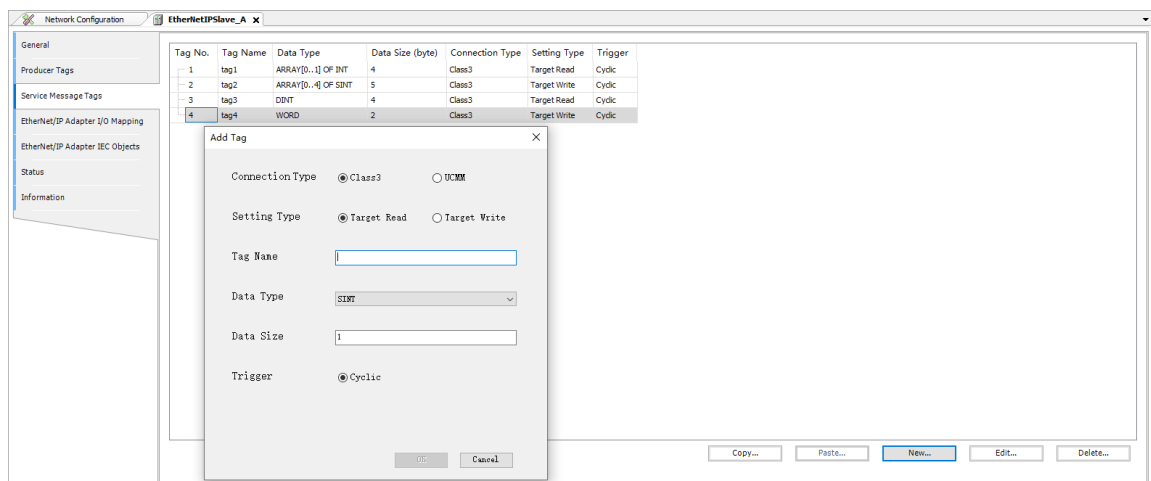 Network Configuration EtherNetIPSlave_A x
General
Producer Tags
Service Message Tags
EtherNet/IP Adapter I/O Mapping
EtherNet/IP Adapter IEC Objects
Status
Information
Tag No. Tag Name Data Type Data Size (byte) Connection Type Setting Type Trigger
1 tag1 ARRAY[0..1] OF INT 4 Class3 Target Read Cyclic
2 tag2 ARRAY[0..4] OF SINT 5 Class3 Target Write Cyclic
3 tag3 DINT 4 Class3 Target Read Cyclic
4 tag4 WORD 2 Class3 Target Write Cyclic
Add Tag
Connection Type Class3 UCMM
Setting Type Target Read Target Write
Tag Name
Data Type SINT
Data Size 1
Trigger Cyclic
OK Cancel
Copy... Paste... New... Edit... Delete...